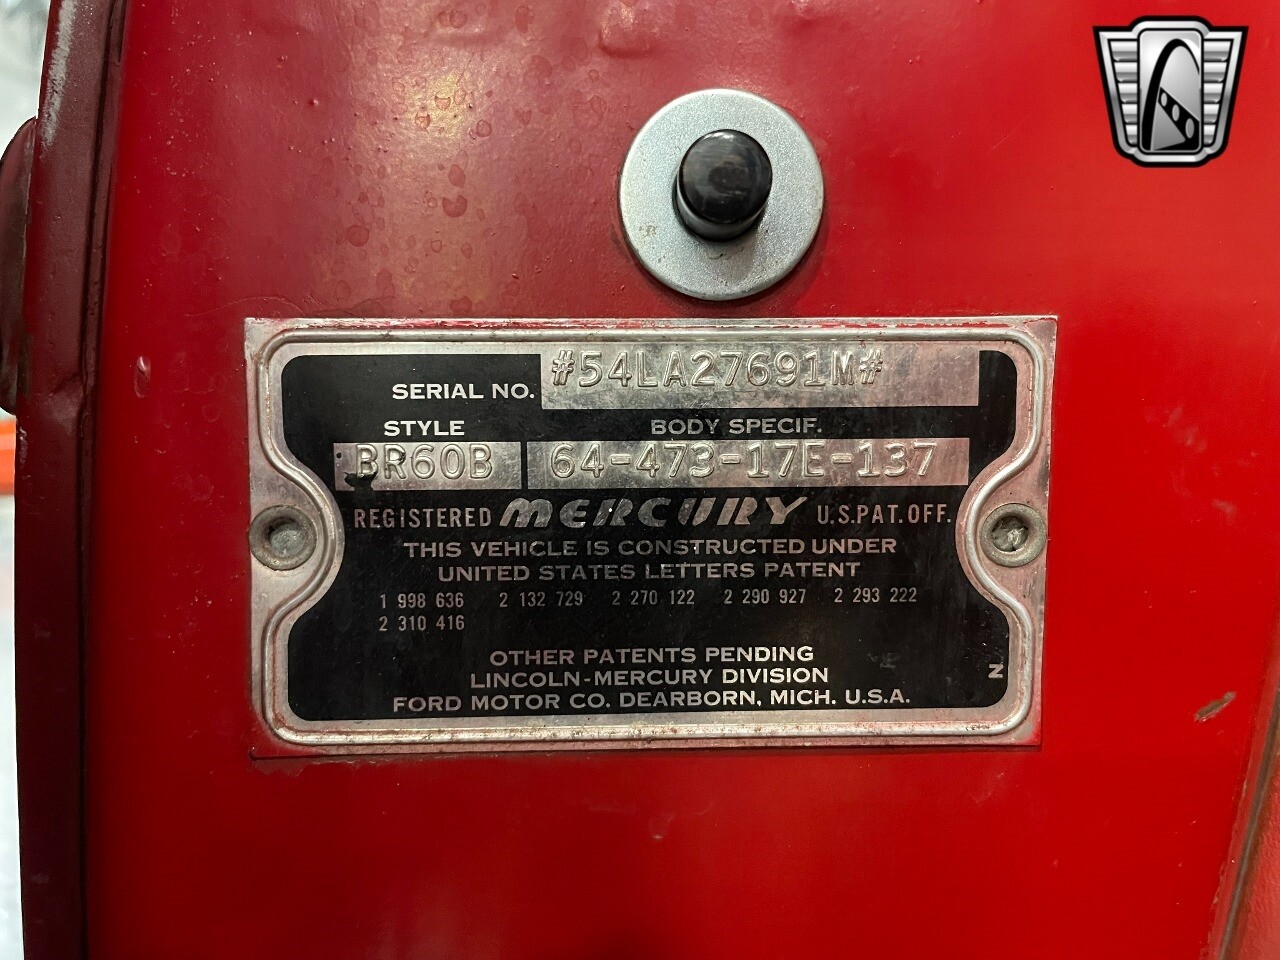 SERIAL NO. #54LA27691M#
STYLE BODY SPECIF.
BR60B 64-473-17E-137
REGISTERED MERCURY U.S.PAT.OFF.
THIS VEHICLE IS CONSTRUCTED UNDER
UNITED STATES LETTERS PATENT
1 998 636 2 132 729 2 270 122 2 290 927 2 293 222
2 310 416
OTHER PATENTS PENDING
LINCOLN-MERCURY DIVISION
FORD MOTOR CO. DEARBORN, MICH. U.S.A.
N